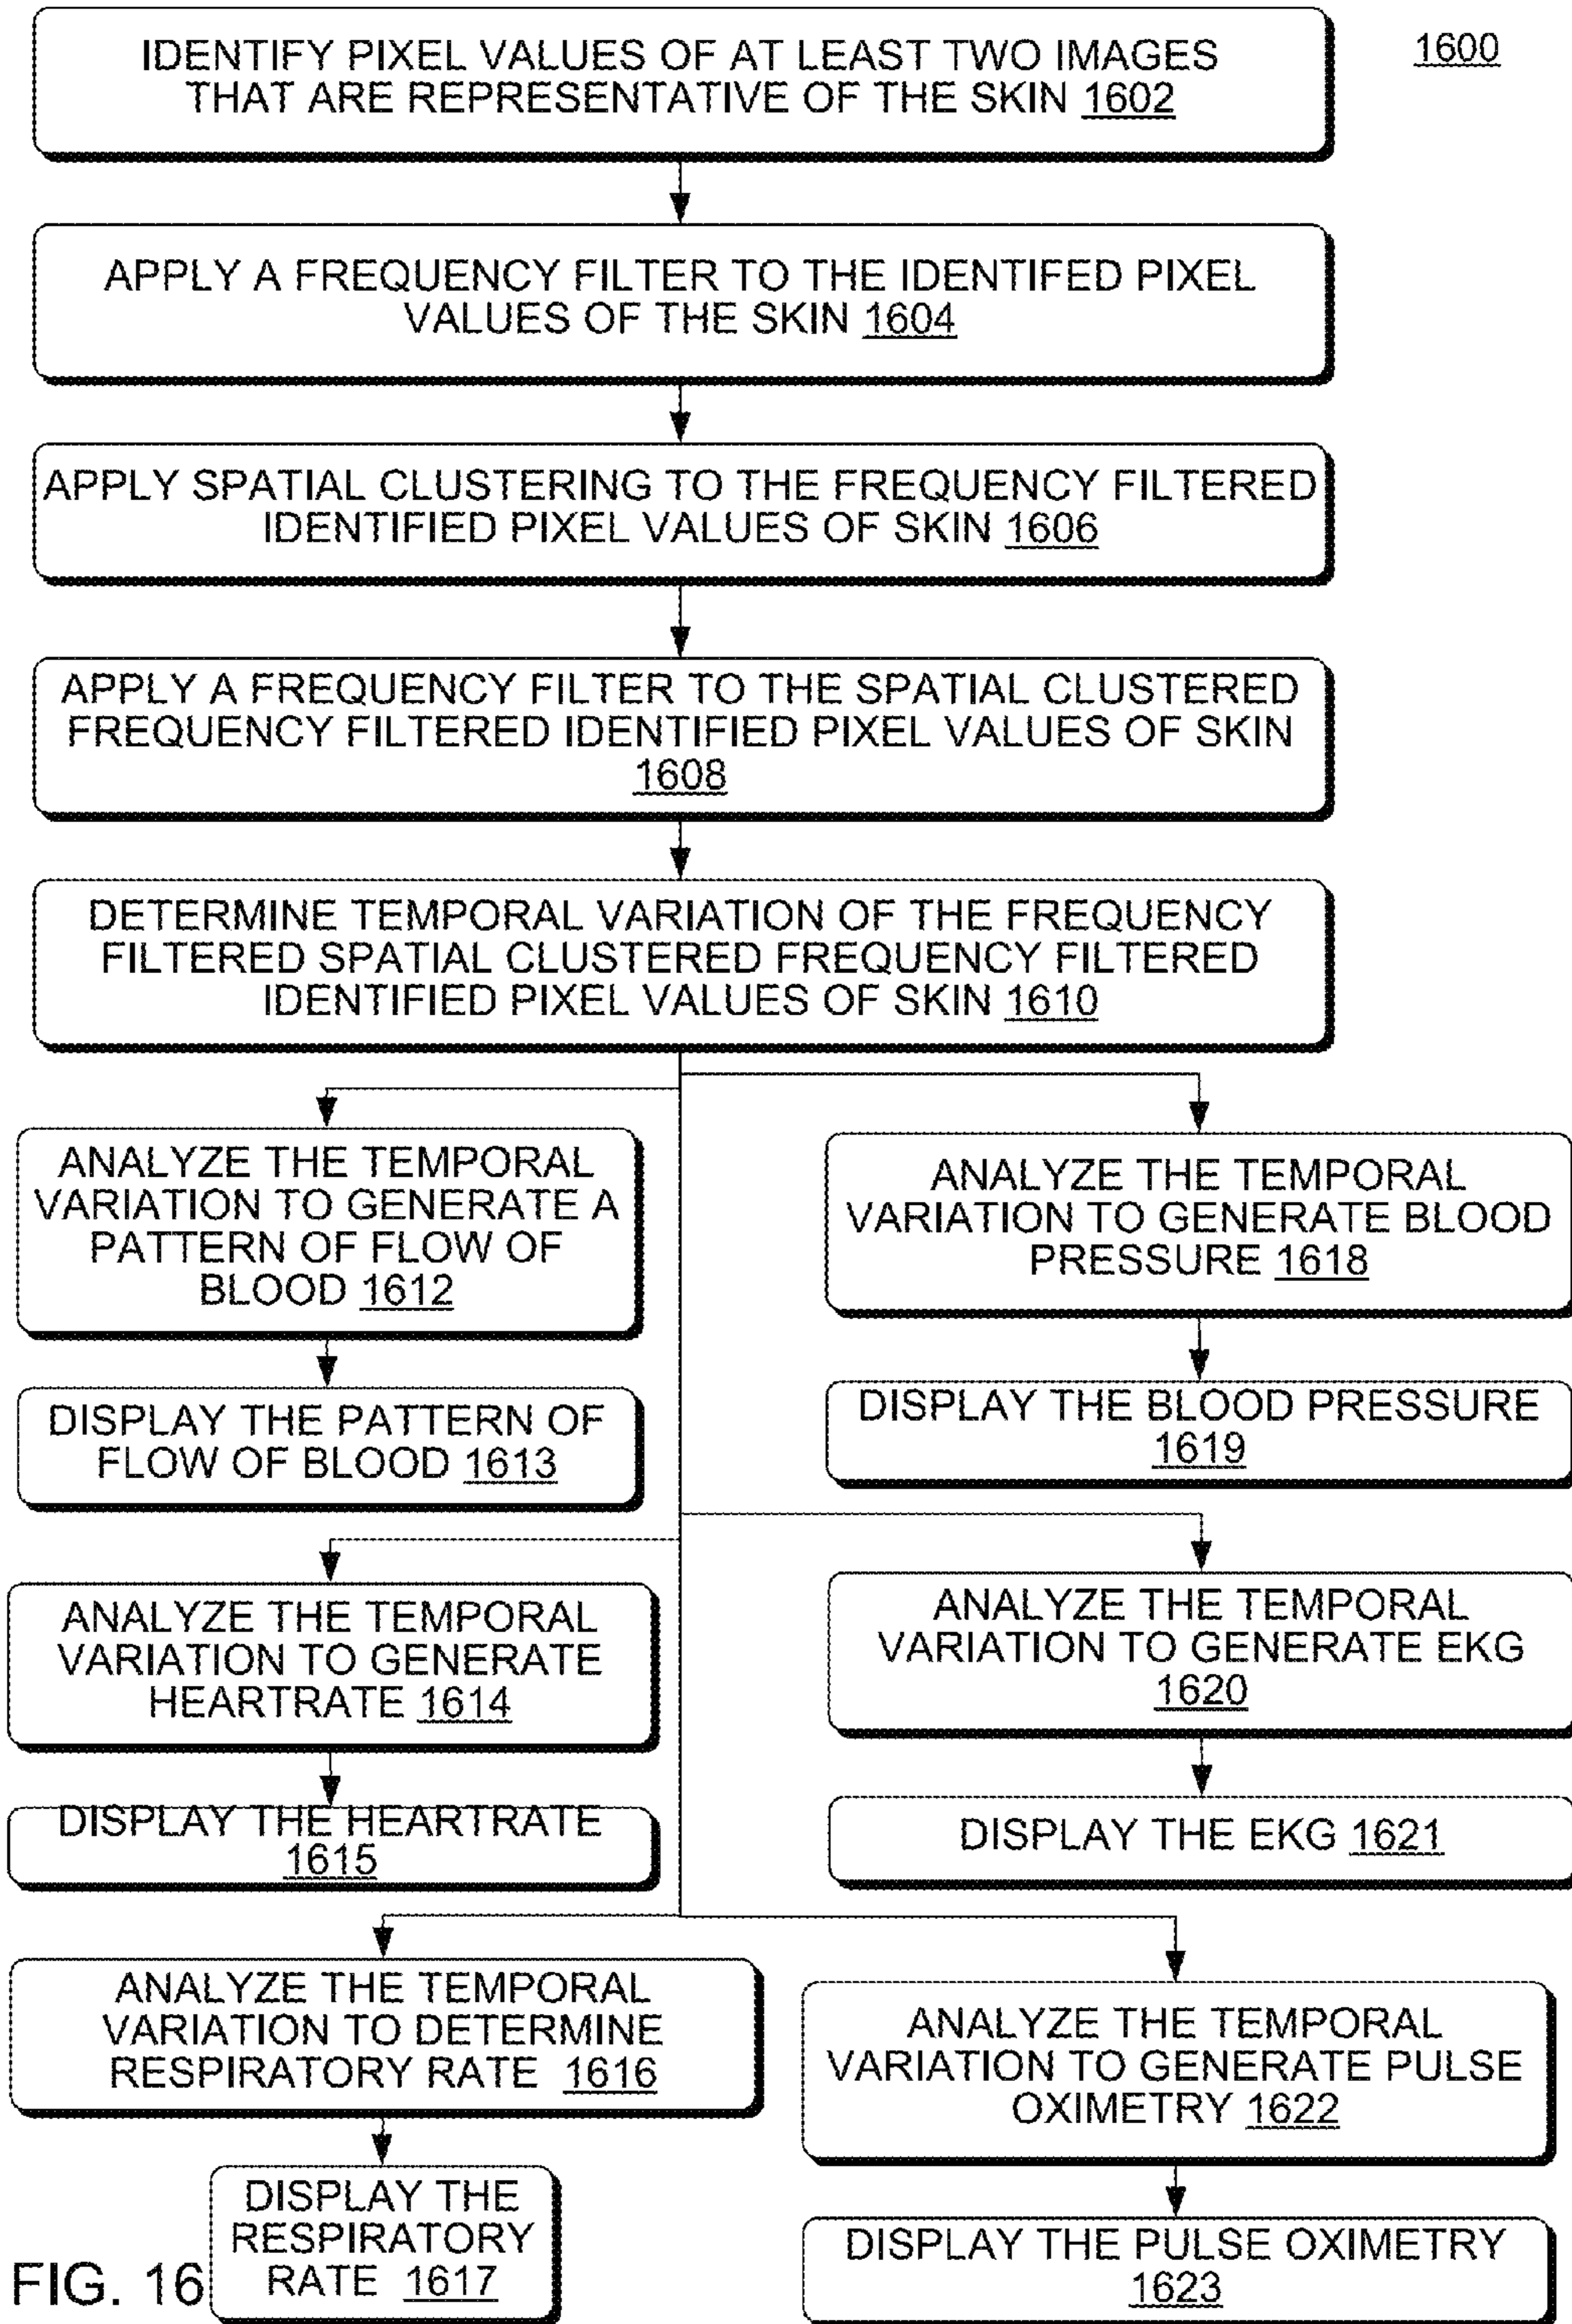 IDENTIFY PIXEL VALUES OF AT LEAST TWO IMAGES
THAT ARE REPRESENTATIVE OF THE SKIN 1602
1600
APPLY A FREQUENCY FILTER TO THE IDENTIFED PIXEL
VALUES OF THE SKIN 1604
APPLY SPATIAL CLUSTERING TO THE FREQUENCY FILTERED
IDENTIFIED PIXEL VALUES OF SKIN 1606
APPLY A FREQUENCY FILTER TO THE SPATIAL CLUSTERED
FREQUENCY FILTERED IDENTIFIED PIXEL VALUES OF SKIN
1608
DETERMINE TEMPORAL VARIATION OF THE FREQUENCY
FILTERED SPATIAL CLUSTERED FREQUENCY FILTERED
IDENTIFIED PIXEL VALUES OF SKIN 1610
ANALYZE THE TEMPORAL
VARIATION TO GENERATE A
PATTERN OF FLOW OF
BLOOD 1612
DISPLAY THE PATTERN OF
FLOW OF BLOOD 1613
ANALYZE THE TEMPORAL
VARIATION TO GENERATE BLOOD
PRESSURE 1618
DISPLAY THE BLOOD PRESSURE
1619
ANALYZE THE TEMPORAL
VARIATION TO GENERATE
HEARTRATE 1614
DISPLAY THE HEARTRATE
1615
ANALYZE THE TEMPORAL
VARIATION TO GENERATE EKG
1620
DISPLAY THE EKG 1621
ANALYZE THE TEMPORAL
VARIATION TO DETERMINE
RESPIRATORY RATE 1616
DISPLAY THE
RESPIRATORY
RATE 1617
ANALYZE THE TEMPORAL
VARIATION TO GENERATE PULSE
OXIMETRY 1622
DISPLAY THE PULSE OXIMETRY
1623
FIG. 16